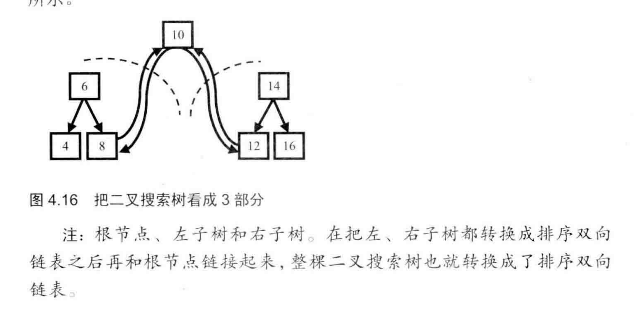 所示。
10
6
14
4
8
12
16
图 4.16 把二叉搜索树看成 3 部分
注：根节点、左子树和右子树。在把左、右子树都转换成排序双向
链表之后再和根节点链接起来，整棵二叉搜索树也就转换成了排序双向
链表。